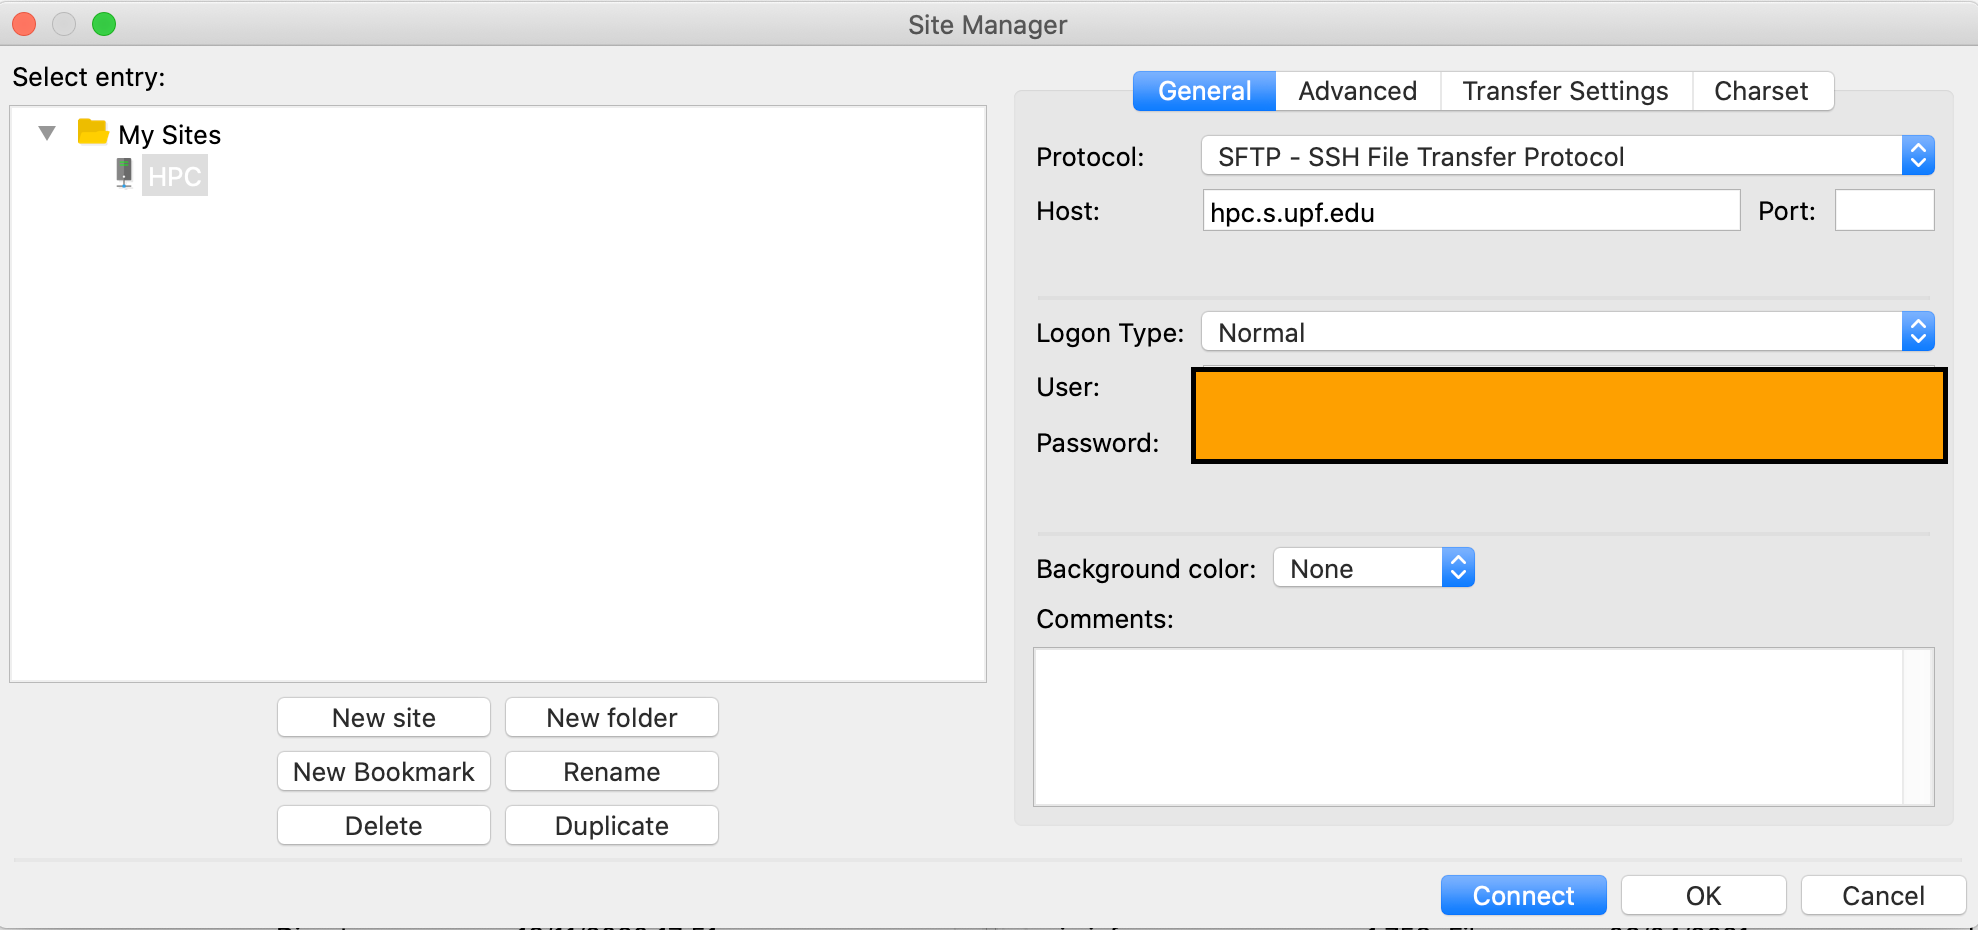 Site Manager
Select entry:
My Sites
HPC
General Advanced Transfer Settings Charset
Protocol: SFTP - SSH File Transfer Protocol
Host: hpc.s.upf.edu Port:
Logon Type: Normal
User:
Password:
Background color: None
Comments:
New site New folder
New Bookmark Rename
Delete Duplicate
Connect OK Cancel